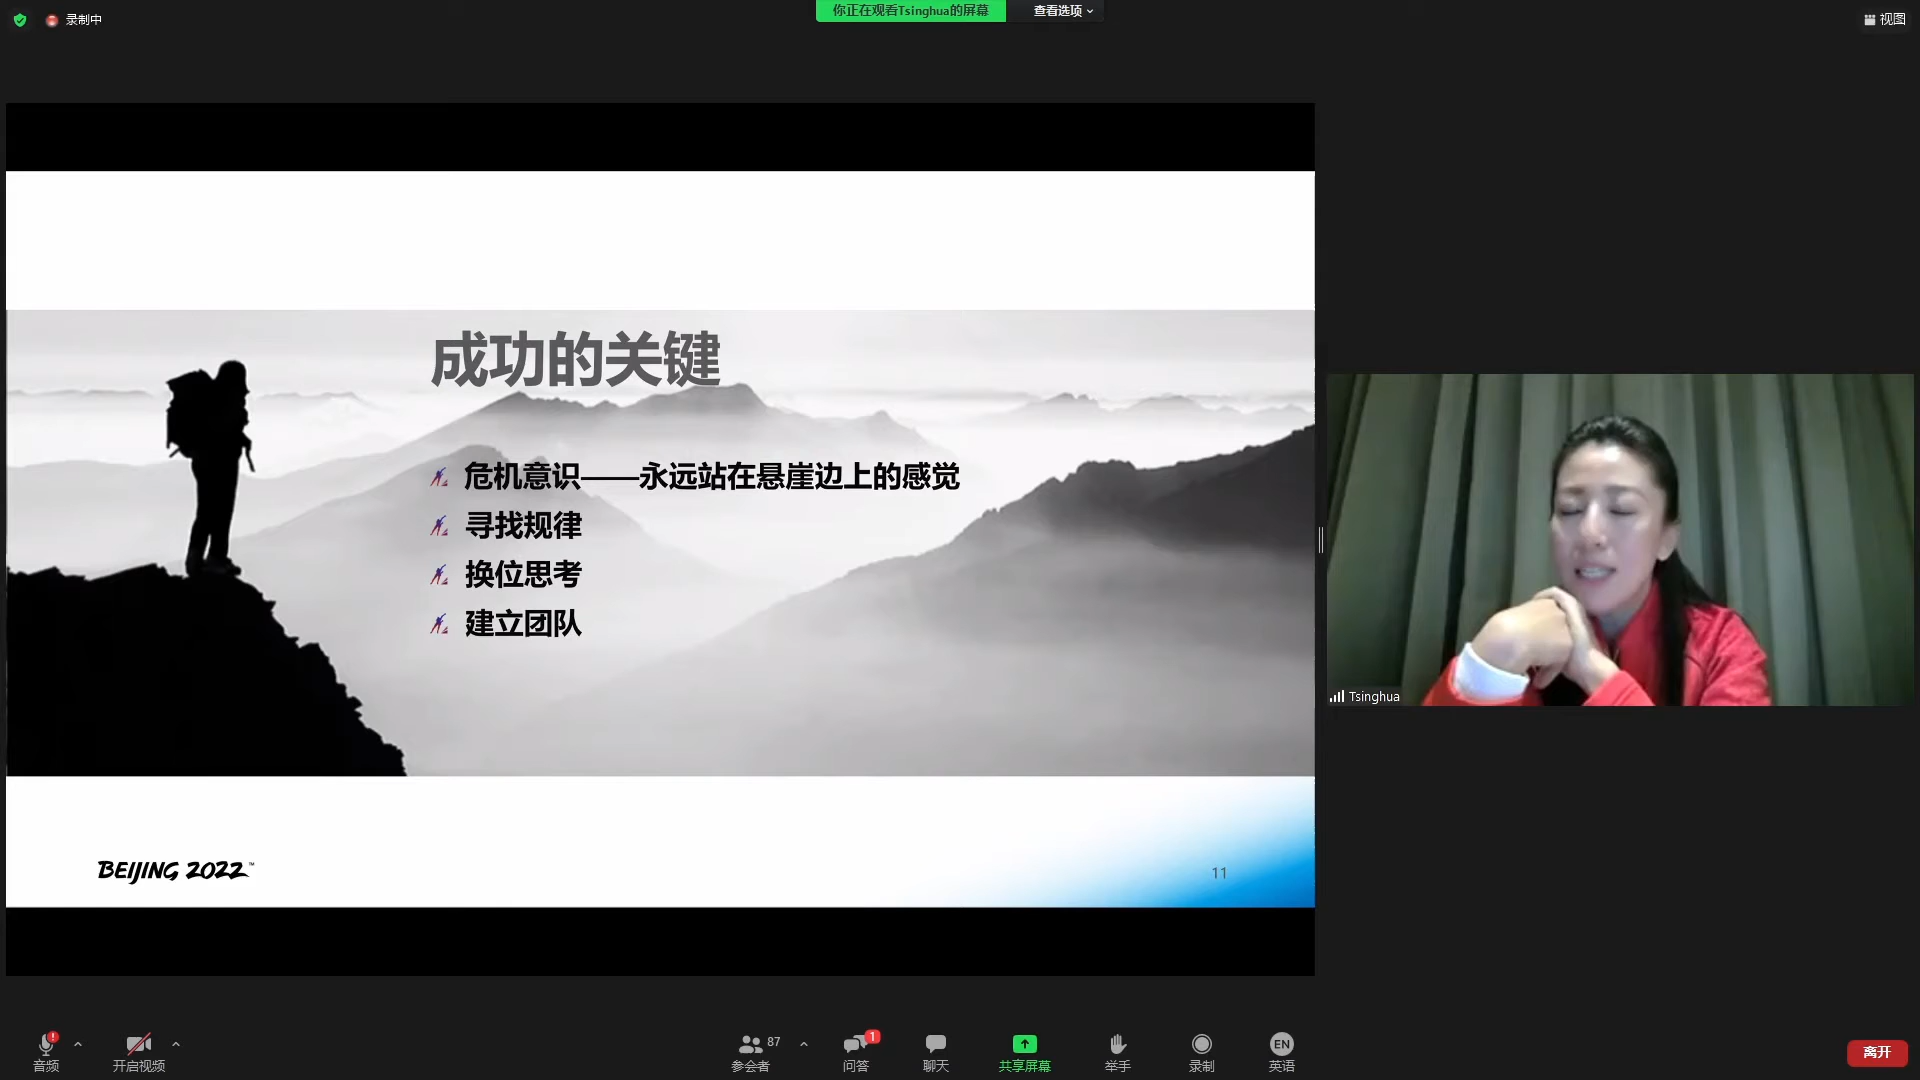 录制中
你正在观看Tsinghua的屏幕
查看选项
视图
成功的关键
危机意识——永远站在悬崖边上的感觉
寻找规律
换位思考
建立团队
BEIJING 2022™
11
Tsinghua
音频
开启视频
87
参会者
1
问答
聊天
共享屏幕
举手
录制
EN
英语
离开